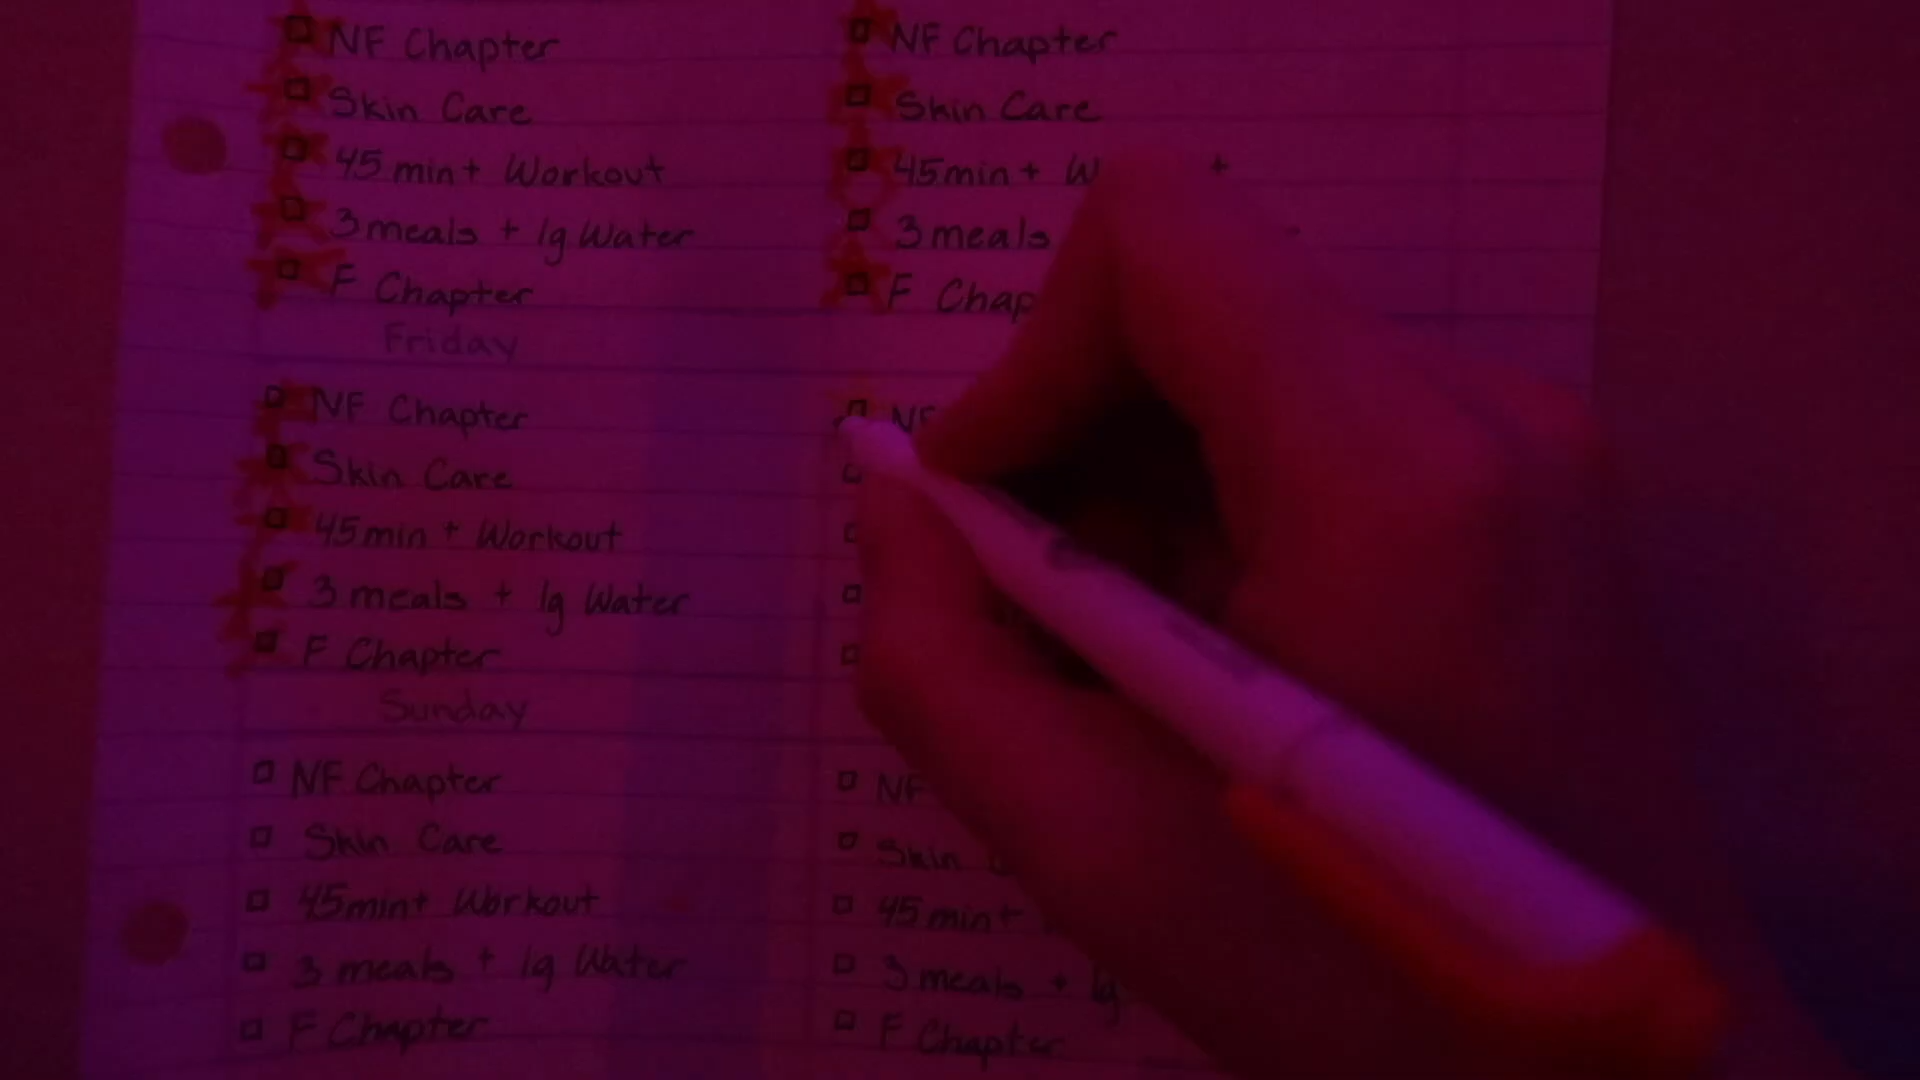 NF Chapter
Skin Care
45 min + Workout
3 meals + 1g Water
F Chapter
Friday
NF Chapter
Skin Care
45min + Workout
3 meals + 1g Water
F Chapter
Sunday
NF Chapter
Skin Care
45min + Workout
3 meals + 1g Water
F Chapter
NF Chapter
Skin Care
45min + W +
3 meals
F Chap
NF
NF
Skin
45 min +
3 meals + 1g
F Chapter